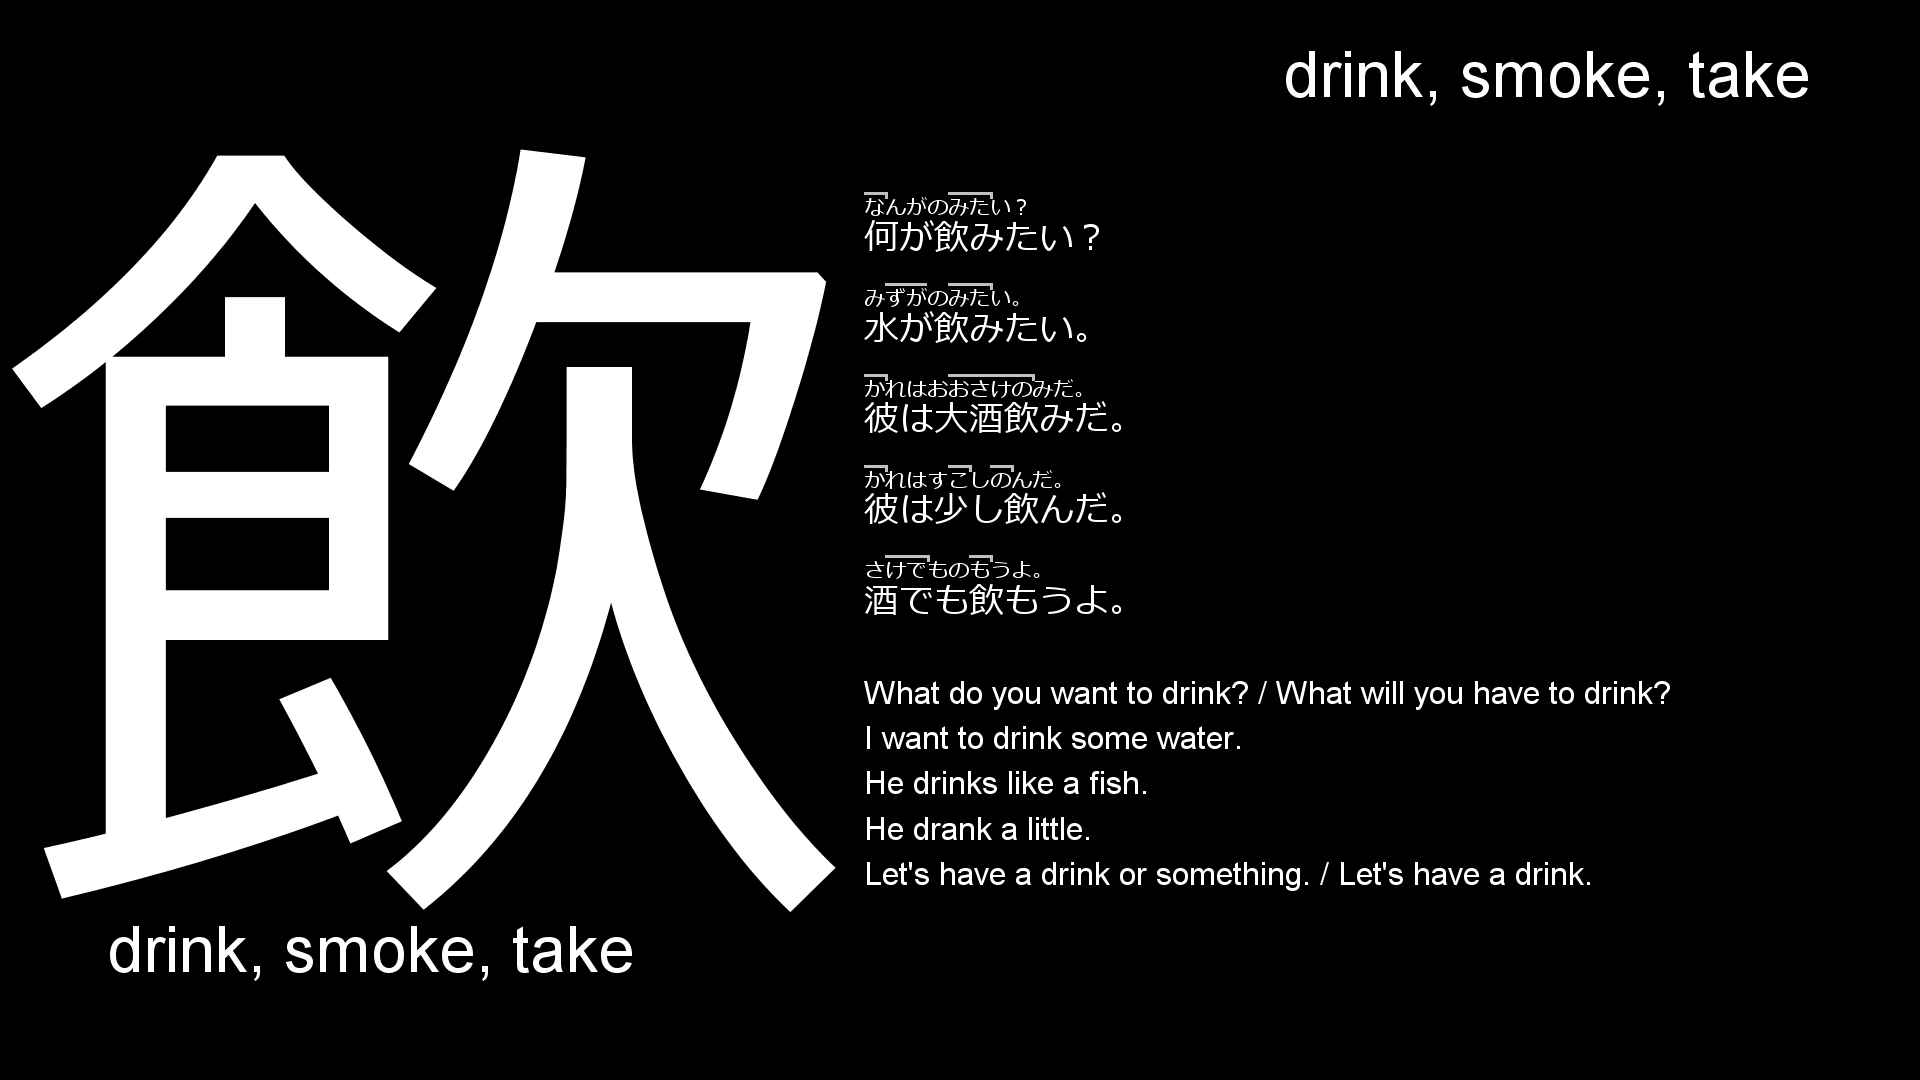 drink, smoke, take
飲
drink, smoke, take
なんがのみたい？
何が飲みたい？
みずがのみたい。
水が飲みたい。
かれはおおさけのみだ。
彼は大酒飲みだ。
かれはすこしのんだ。
彼は少し飲んだ。
さけでものもうよ。
酒でも飲もうよ。
What do you want to drink? / What will you have to drink?
I want to drink some water.
He drinks like a fish.
He drank a little.
Let's have a drink or something. / Let's have a drink.